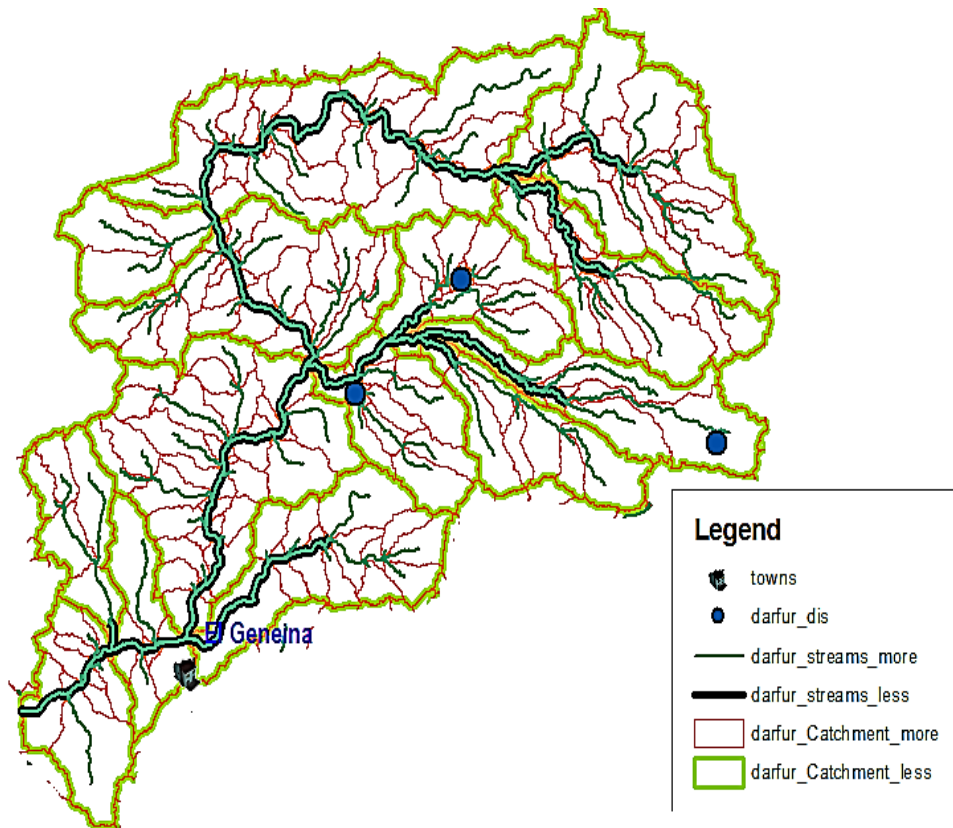 El Geneina
Legend
towns
darfur_dis
darfur_streams_more
darfur_streams_less
darfur_Catchment_more
darfur_Catchment_less